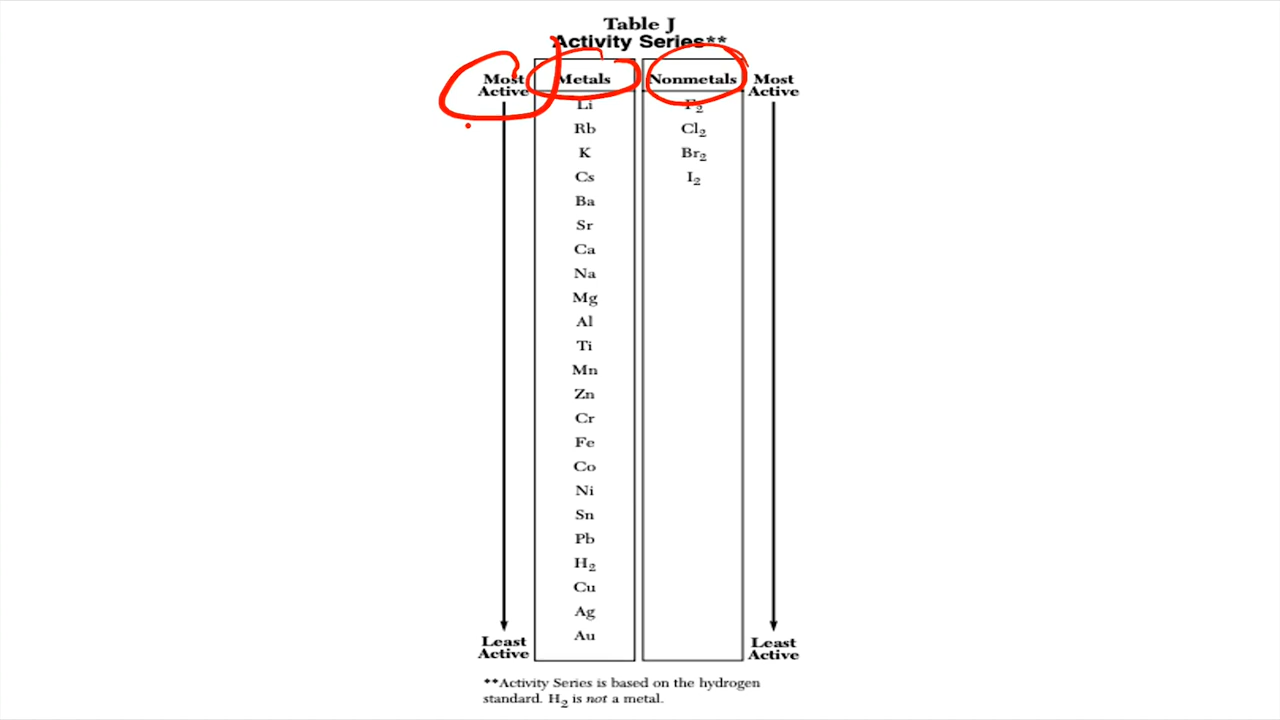 Table J
Activity Series**
Most Active
Metals
Nonmetals
Most Active
Li
F₂
Rb
Cl₂
K
Br₂
Cs
I₂
Ba
Sr
Ca
Na
Mg
Al
Ti
Mn
Zn
Cr
Fe
Co
Ni
Sn
Pb
H₂
Cu
Ag
Au
Least Active
Least Active
**Activity Series is based on the hydrogen
standard. H₂ is not a metal.